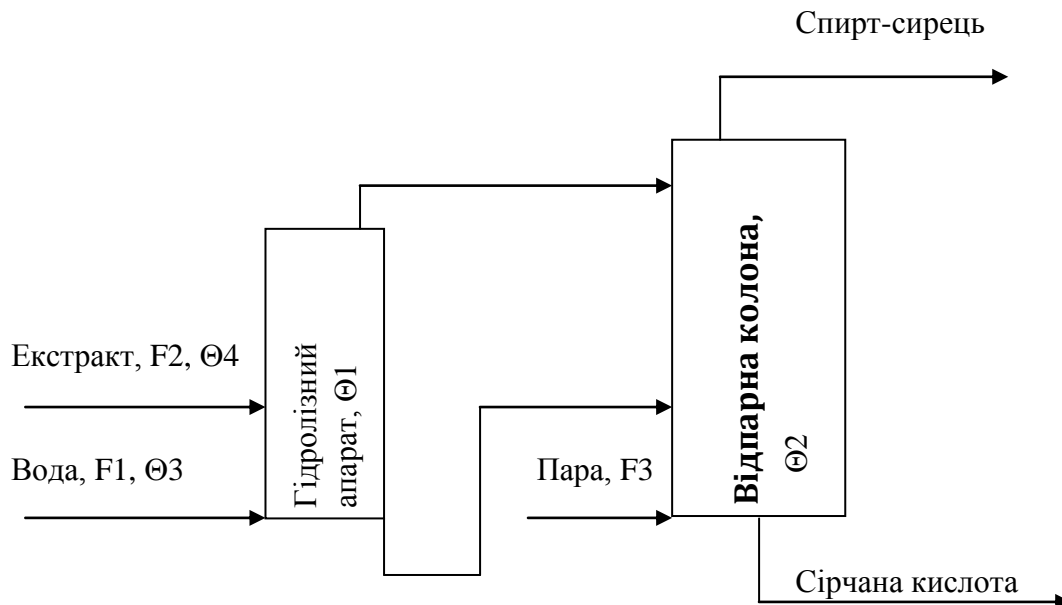 Спирт-сирець
Екстракт, F2, Θ4
Вода, F1, Θ3
Гідролізний
апарат, Θ1
Пара, F3
Відпарна колона,
Θ2
Сірчана кислота